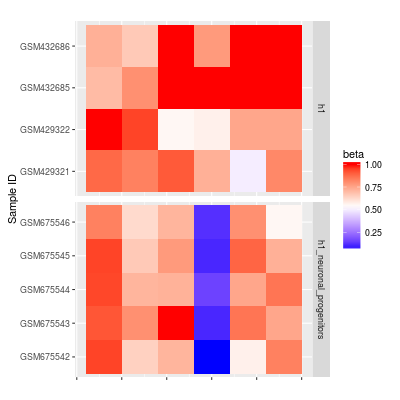 Sample ID
GSM432686
GSM432685
GSM429322
GSM429321
h1
GSM675546
GSM675545
GSM675544
GSM675543
GSM675542
h1_neuronal_progenitors
beta
1.00
0.75
0.50
0.25